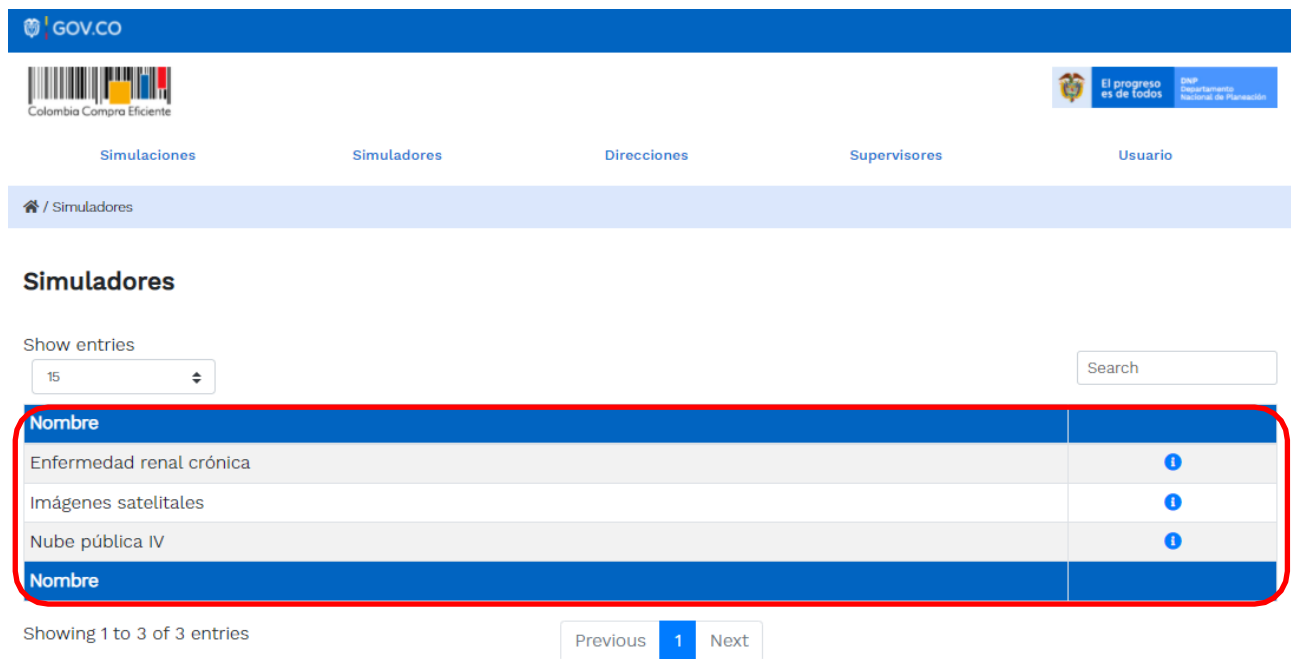 GOV.CO
Colombia Compra Eficiente
El progreso
es de todos
DNP
Departamento
Nacional de Planeación
Simulaciones Simuladores Direcciones Supervisores Usuario
/ Simuladores
Simuladores
Show entries
15
Search
Nombre
Enfermedad renal crónica
Imágenes satelitales
Nube pública IV
Nombre
Showing 1 to 3 of 3 entries
Previous 1 Next